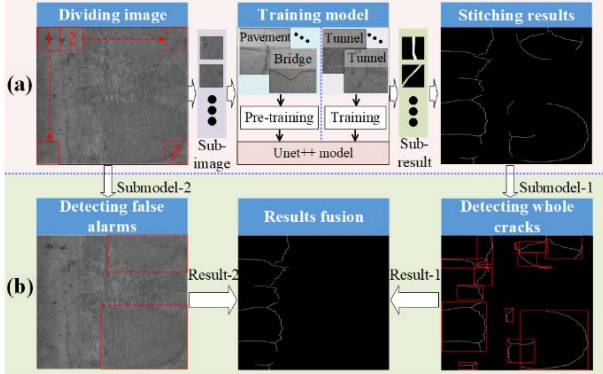 Dividing image
Training model
Stitching results
(a)
Pavement
Bridge
Tunnel
Tunnel
Pre-training
Training
Unet++ model
Sub-
image
Sub-
result
Submodel-2
Submodel-1
Detecting false
alarms
Results fusion
Detecting whole
cracks
(b)
Result-2
Result-1